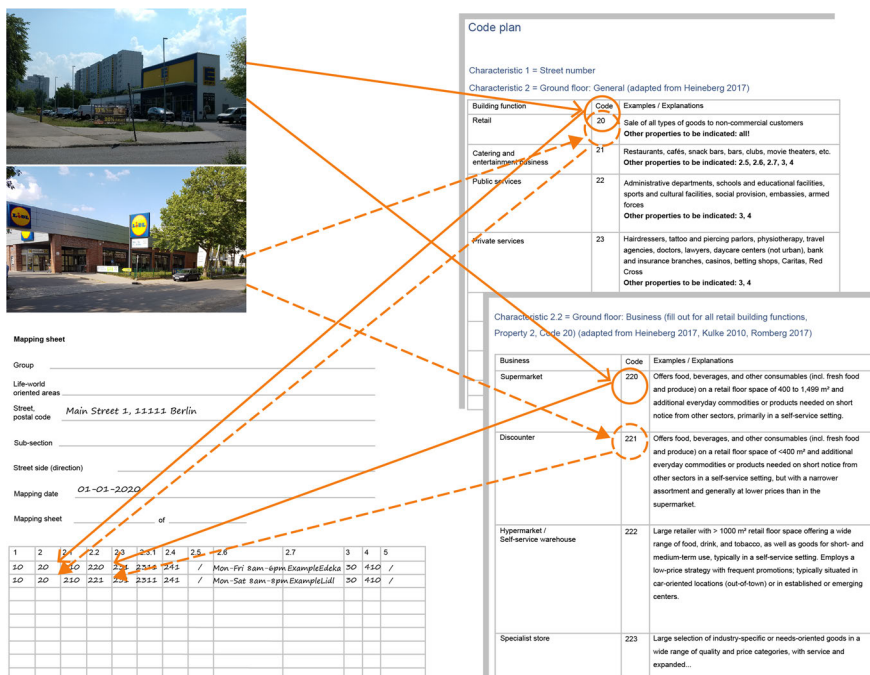 Code plan
Characteristic 1 = Street number
Characteristic 2 = Ground floor: General (adapted from Heineberg 2017)
Building function Code Examples / Explanations
Retail 20 Sale of all types of goods to non-commercial customers
Other properties to be indicated: all!
Catering and entertainment business 21 Restaurants, cafés, snack bars, bars, clubs, movie theaters, etc.
Other properties to be indicated: 2.5, 2.6, 2.7, 3, 4
Public services 22 Administrative departments, schools and educational facilities,
sports and cultural facilities, social provision, embassies, armed
forces
Other properties to be indicated: 3, 4
Private services 23 Hairdressers, tattoo and piercing parlors, physiotherapy, travel
agencies, doctors, lawyers, daycare centers (not urban), bank
and insurance branches, casinos, betting shops, Caritas, Red
Cross
Other properties to be indicated: 3, 4
Characteristic 2.2 = Ground floor: Business (fill out for all retail building functions,
Property 2, Code 20) (adapted from Heineberg 2017, Kulke 2010, Romberg 2017)
Business Code Examples / Explanations
Supermarket 220 Offers food, beverages, and other consumables (incl. fresh food
and produce) on a retail floor space of 400 to 1,499 m² and
additional everyday commodities or products needed on short
notice from other sectors, primarily in a self-service setting.
Discounter 221 Offers food, beverages, and other consumables (incl. fresh food
and produce) on a retail floor space of <400 m² and additional
everyday commodities or products needed on short notice from
other sectors in a self-service setting, but with a narrower
assortment and generally at lower prices than in the
supermarket.
Hypermarket / Self-service warehouse 222 Large retailer with > 1000 m² retail floor space offering a wide
range of food, drink, and tobacco, as well as goods for short- and
medium-term use, typically in a self-service setting. Employs a
low-price strategy with frequent promotions; typically situated in
car-oriented locations (out-of-town) or in established or emerging
centers.
Specialist store 223 Large selection of industry-specific or needs-oriented goods in a
wide range of quality and price categories, with service and
expanded...
E
LIDL
LIDL
Mapping sheet
Group
Life-world
oriented areas
Street,
postal code Main Street 1, 11111 Berlin
Sub-section
Street side (direction)
Mapping date 01-01-2020
Mapping sheet of
1 2 2.1 2.2 2.3 2.3.1 2.4 2.5 2.6 2.7 3 4 5
10 20 210 220 231 2311 241 / Mon-Fri 8am-6pm ExampleEdeka 30 410 /
10 20 210 221 231 2311 241 / Mon-Sat 8am-8pm ExampleLidl 30 410 /